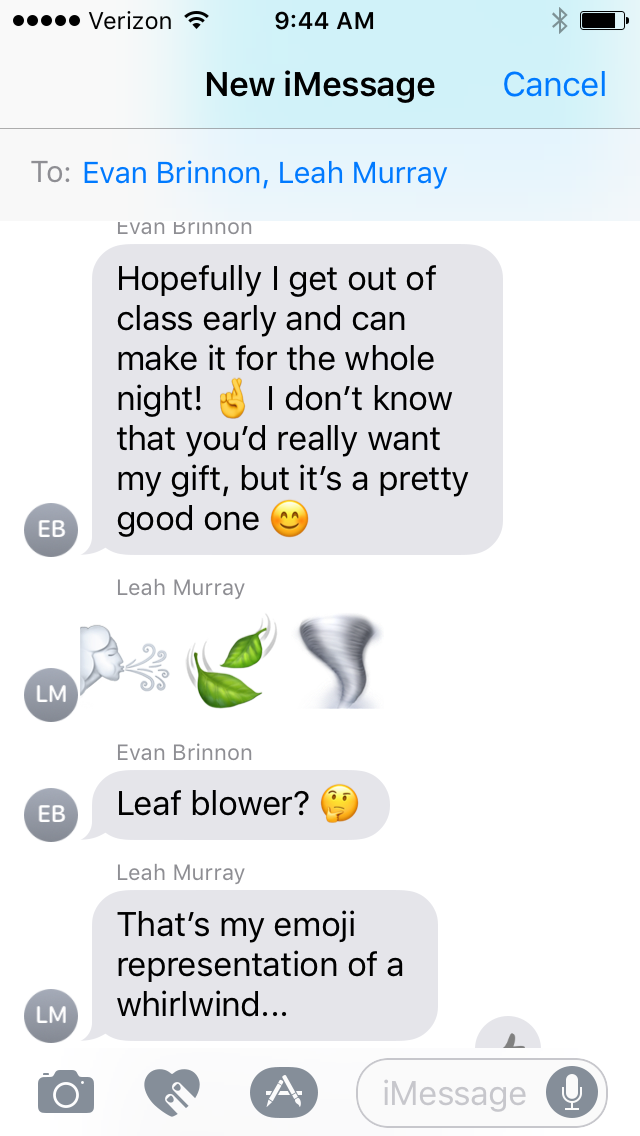 Verizon 9:44 AM
New iMessage Cancel
To: Evan Brinnon, Leah Murray
Evan Brinnon
Hopefully I get out of
class early and can
make it for the whole
night! 🤞 I don’t know
that you’d really want
my gift, but it’s a pretty
good one 😊
EB
Leah Murray
🌬🍃🌪
LM
Evan Brinnon
Leaf blower? 🤔
EB
Leah Murray
That’s my emoji
representation of a
whirlwind...
LM
iMessage